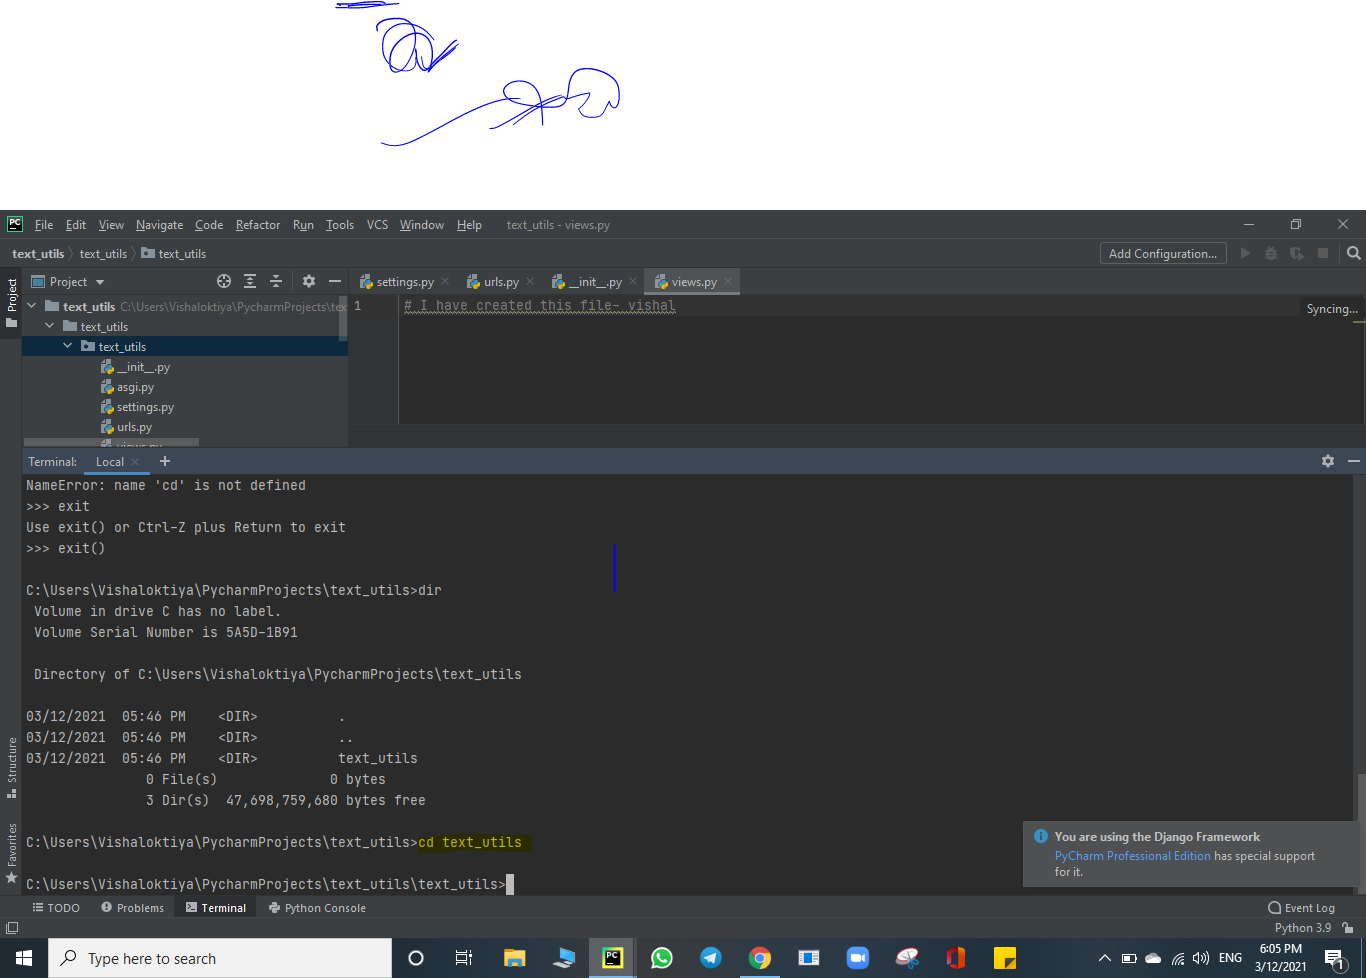 File Edit View Navigate Code Refactor Run Tools VCS Window Help text_utils - views.py
text_utils text_utils text_utils Add Configuration...
Project settings.py urls.py __init__.py views.py
Project
text_utils C:\Users\Vishaloktiya\PycharmProjects\tex
1 # I have created this file- vishal
Syncing...
text_utils
text_utils
__init__.py
asgi.py
settings.py
urls.py
views.py
Terminal: Local
NameError: name 'cd' is not defined
>>> exit
Use exit() or Ctrl-Z plus Return to exit
>>> exit()
C:\Users\Vishaloktiya\PycharmProjects\text_utils>dir
Volume in drive C has no label.
Volume Serial Number is 5A5D-1B91
Directory of C:\Users\Vishaloktiya\PycharmProjects\text_utils
03/12/2021 05:46 PM <DIR> .
03/12/2021 05:46 PM <DIR> ..
03/12/2021 05:46 PM <DIR> text_utils
0 File(s) 0 bytes
3 Dir(s) 47,698,759,680 bytes free
C:\Users\Vishaloktiya\PycharmProjects\text_utils>cd text_utils
C:\Users\Vishaloktiya\PycharmProjects\text_utils\text_utils>
Structure
Favorites
You are using the Django Framework
PyCharm Professional Edition has special support
for it.
TODO Problems Terminal Python Console Event Log
Python 3.9
Type here to search
ENG
6:05 PM
3/12/2021
1